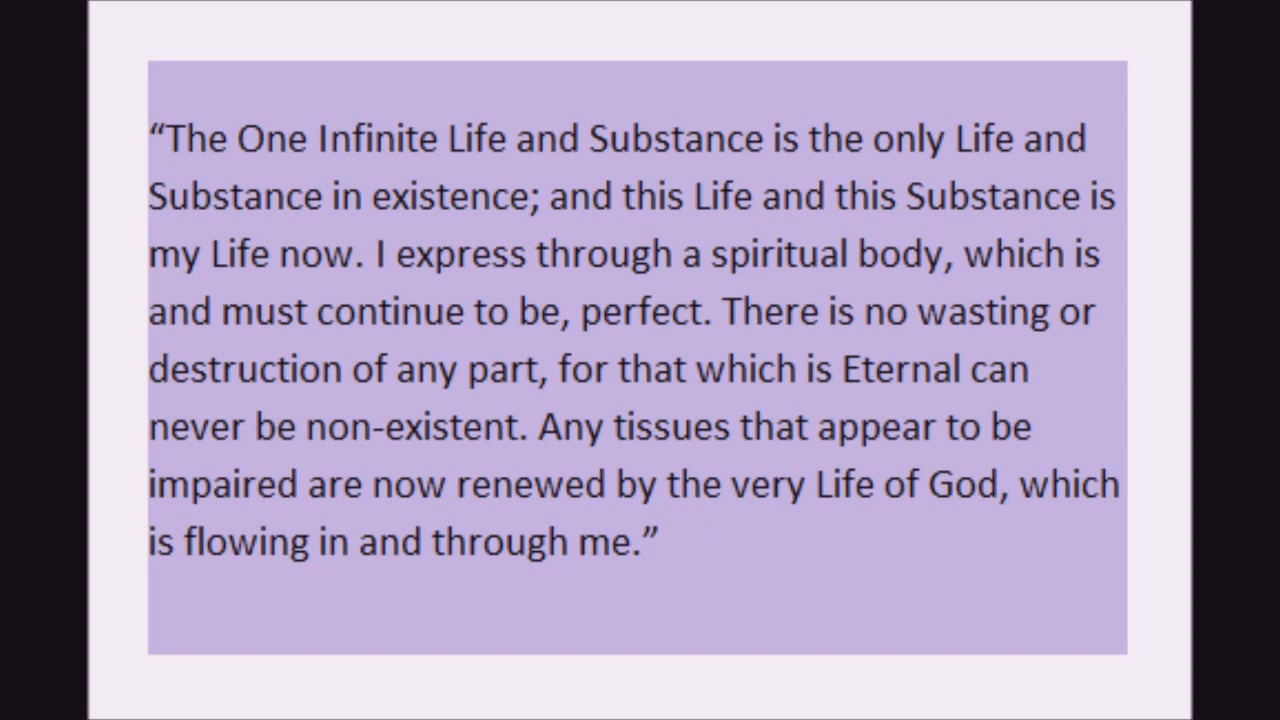 “The One Infinite Life and Substance is the only Life and
Substance in existence; and this Life and this Substance is
my Life now. I express through a spiritual body, which is
and must continue to be, perfect. There is no wasting or
destruction of any part, for that which is Eternal can
never be non-existent. Any tissues that appear to be
impaired are now renewed by the very Life of God, which
is flowing in and through me.”